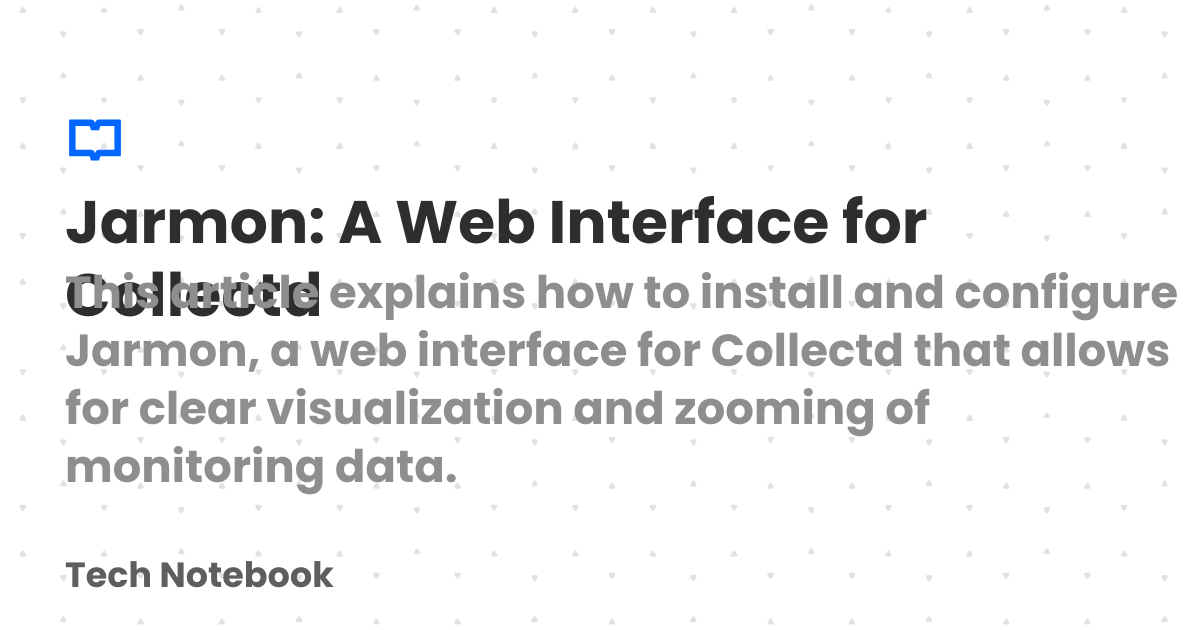 Jarmon: A Web Interface for
Collectd
This article explains how to install and configure
Jarmon, a web interface for Collectd that allows
for clear visualization and zooming of
monitoring data.
Tech Notebook